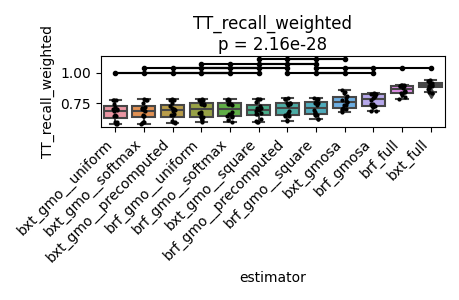 TT_recall_weighted
p = 2.16e-28
TT_recall_weighted
1.00
0.75
bxt_gmo__uniform
bxt_gmo__softmax
bxt_gmo__precomputed
brf_gmo__uniform
brf_gmo__softmax
bxt_gmo__square
brf_gmo__precomputed
brf_gmo__square
bxt_gmosa
brf_gmosa
brf_full
bxt_full
estimator